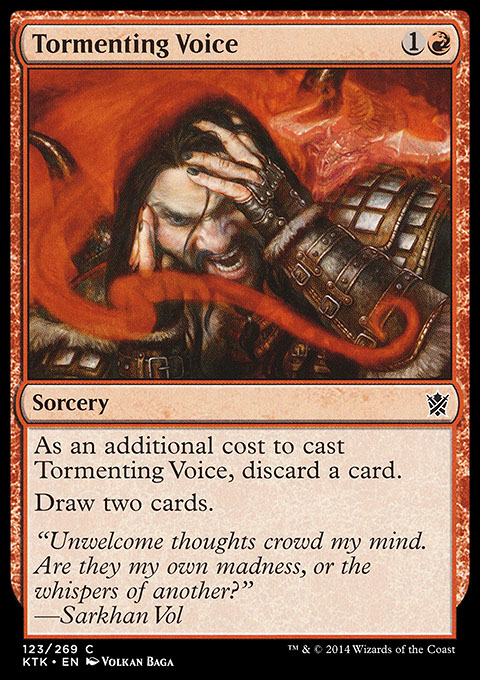 Tormenting Voice 1
Sorcery
As an additional cost to cast
Tormenting Voice, discard a card.
Draw two cards.
“Unwelcome thoughts crowd my mind.
Are they my own madness, or the
whispers of another?”
—Sarkhan Vol
123/269 C
KTK • EN Volkan Baga
™ & © 2014 Wizards of the Coast